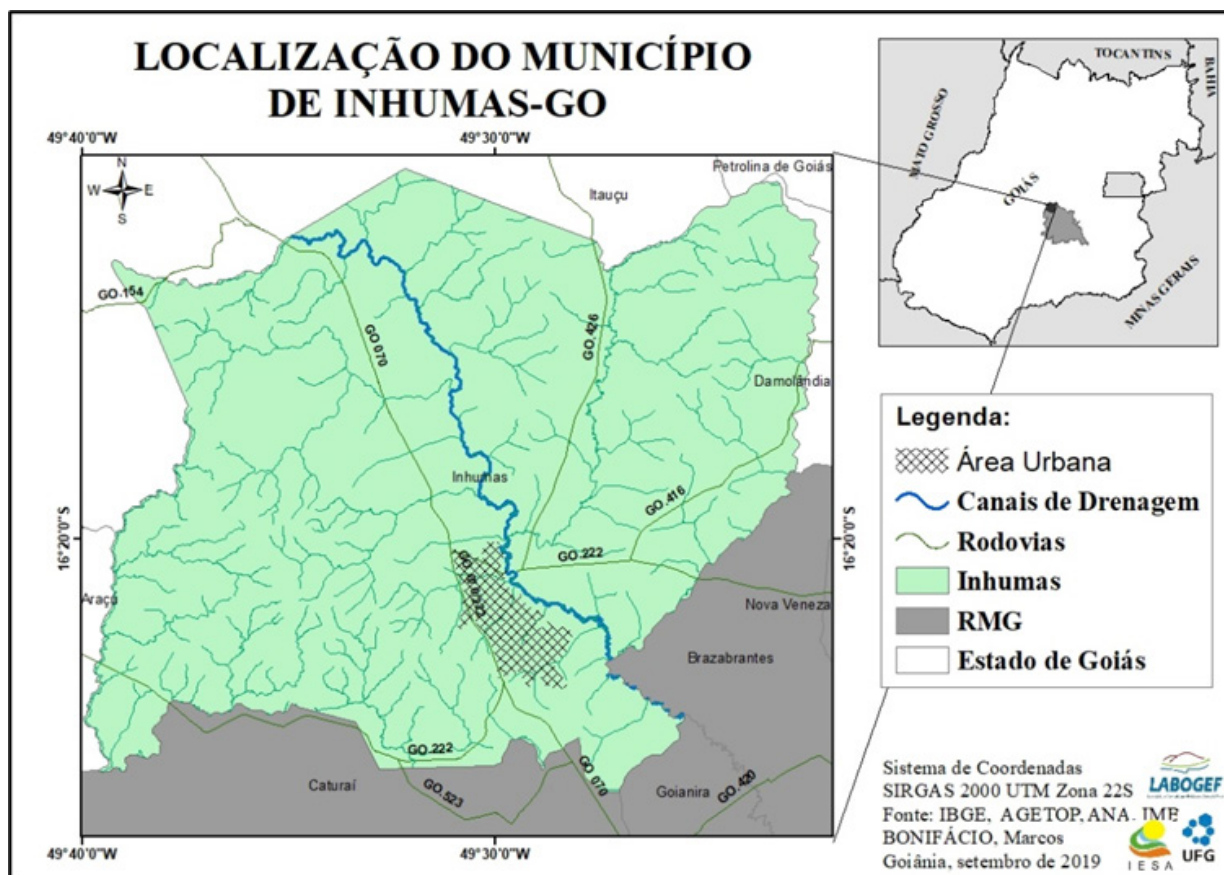 LOCALIZAÇÃO DO MUNICÍPIO
DE INHUMAS-GO
49°40'0"W
49°30'0"W
N
W
E
S
Petrolina de Goiás
Itauçu
GO.154
GO 070
GO.426
Damolândia
Inhumas
GO.416
GO.222
16°20'0"S
16°20'0"S
Araçu
Nova Veneza
Brazabrantes
GO.222
Caturaí
GO.523
GO 070
Goianira
GO.420
49°40'0"W
49°30'0"W
TOCANTINS
BAHIA
MATO GROSSO
GOIÁS
MINAS GERAIS
Legenda:
Área Urbana
Canais de Drenagem
Rodovias
Inhumas
RMG
Estado de Goiás
Sistema de Coordenadas
SIRGAS 2000 UTM Zona 22S
Fonte: IBGE, AGETOP, ANA, IMB
BONIFÁCIO, Marcos
Goiânia, setembro de 2019
LABOGEF
IESA
UFG